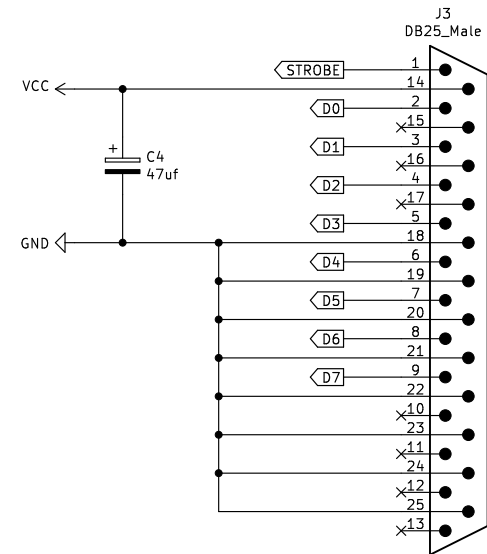 J3
DB25_Male
STROBE 1
VCC 14
D0 2
15
D1 3
+ C4
47uf
16
D2 4
17
D3 5
GND 18
D4 6
19
D5 7
20
D6 8
21
D7 9
22
10
23
11
24
12
25
13